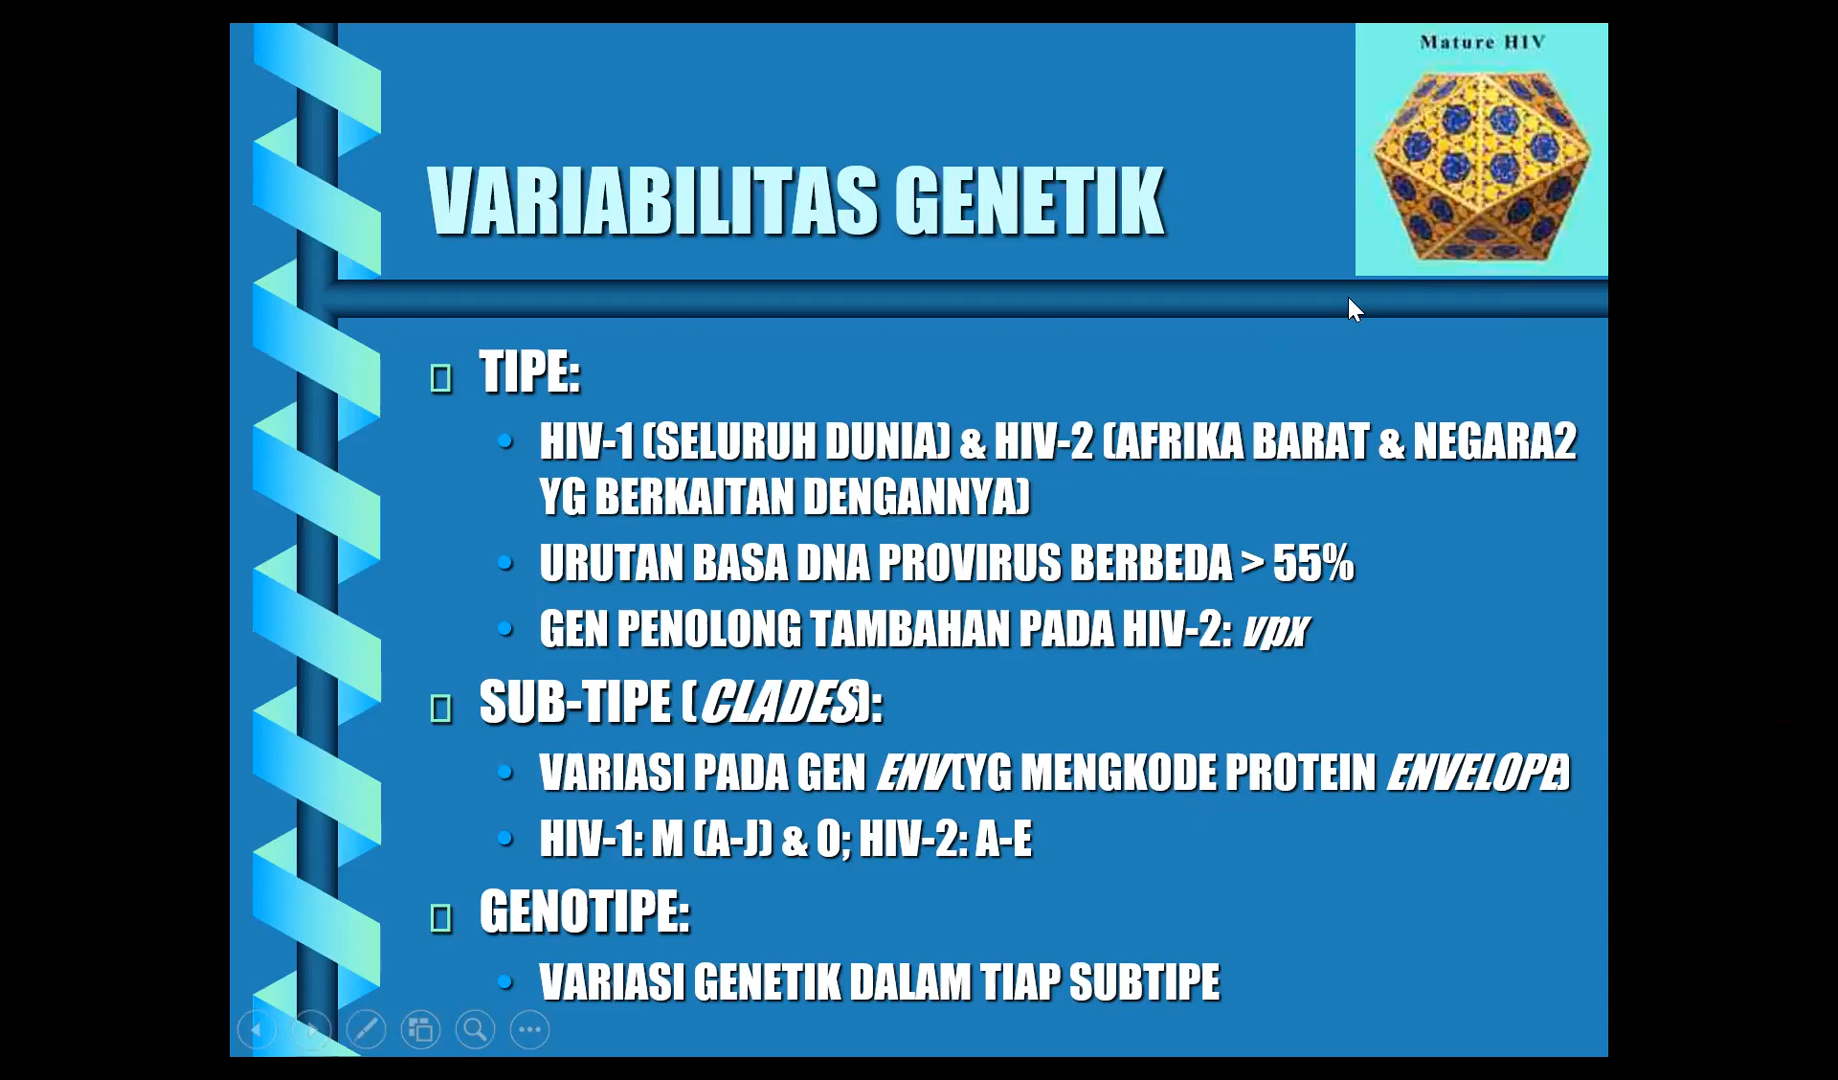 Mature HIV
VARIABILITAS GENETIK
TIPE:
HIV-1 (SELURUH DUNIA) & HIV-2 (AFRIKA BARAT & NEGARA2
YG BERKAITAN DENGANNYA)
URUTAN BASA DNA PROVIRUS BERBEDA > 55%
GEN PENOLONG TAMBAHAN PADA HIV-2: vpx
SUB-TIPE (CLADES):
VARIASI PADA GEN ENV (YG MENGKODE PROTEIN ENVELOPE)
HIV-1: M (A-J) & O; HIV-2: A-E
GENOTIPE:
VARIASI GENETIK DALAM TIAP SUBTIPE